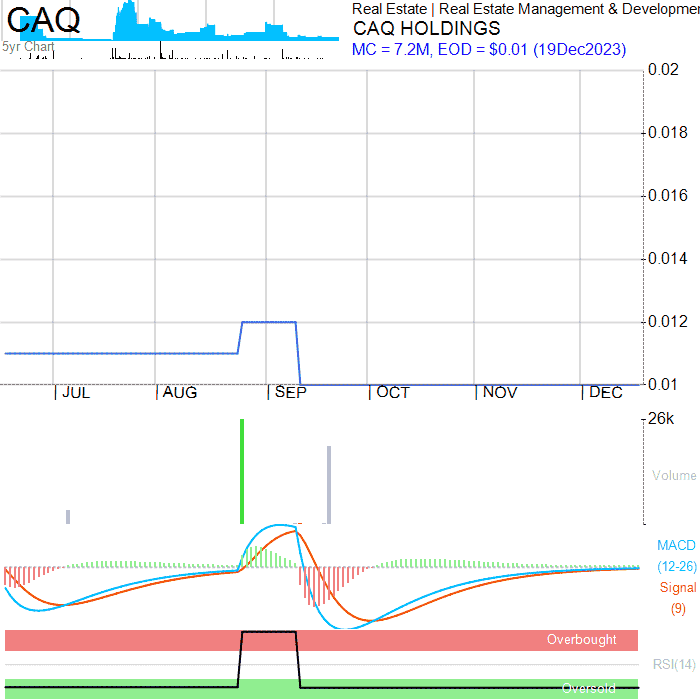 CAQ
5yr Chart
Real Estate | Real Estate Management & Developmen
CAQ HOLDINGS
MC = 7.2M, EOD = $0.01 (19Dec2023)
0.02
0.018
0.016
0.014
0.012
0.01
JUL AUG SEP OCT NOV DEC
26k
Volume
MACD
(12-26)
Signal
(9)
Overbought
RSI(14)
Oversold